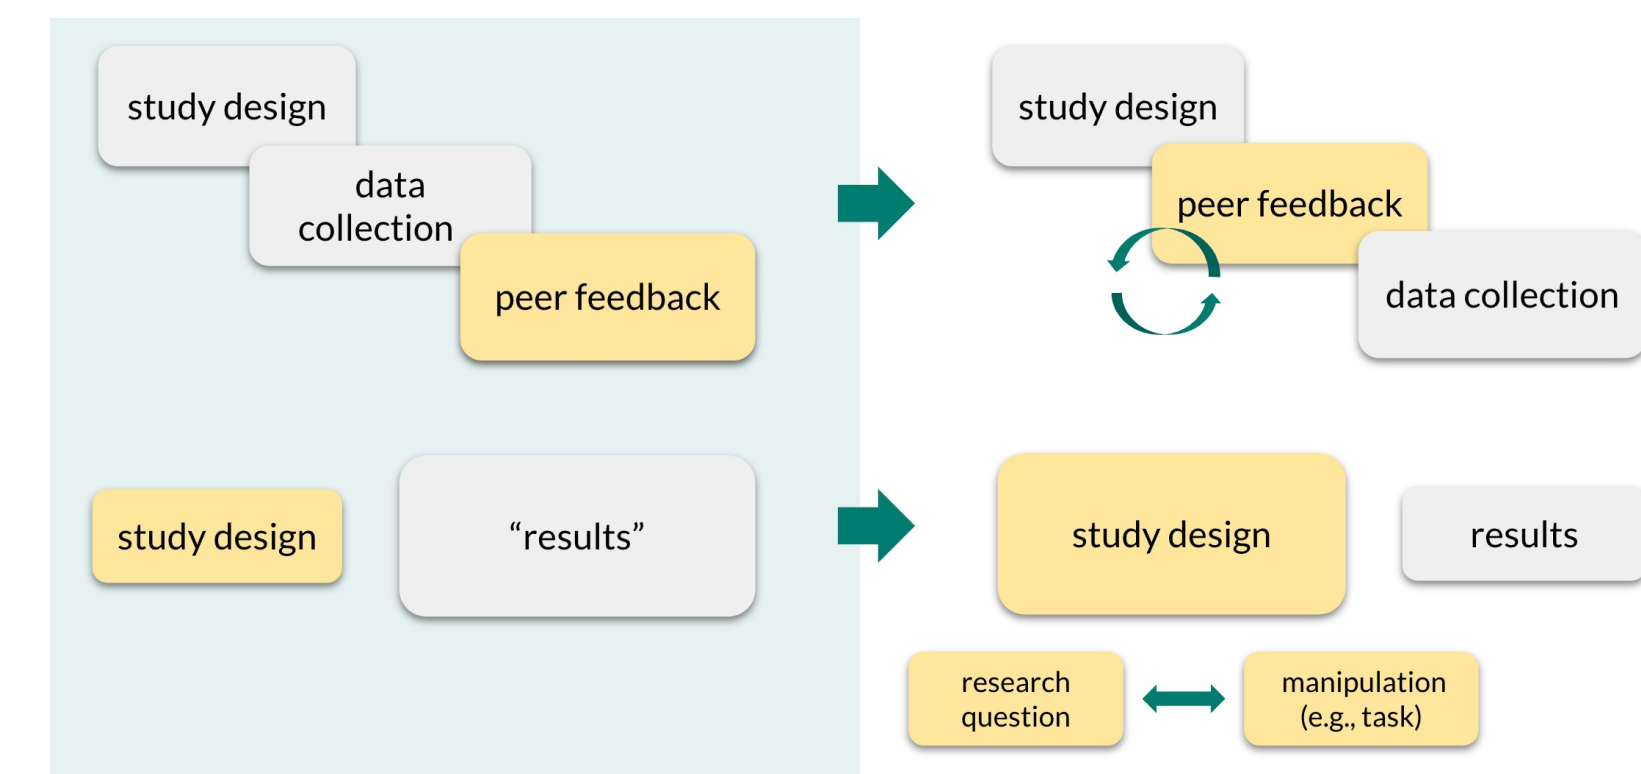 study design
data
collection
peer feedback
study design
peer feedback
data collection
study design
“results”
study design
results
research
question
manipulation
(e.g., task)